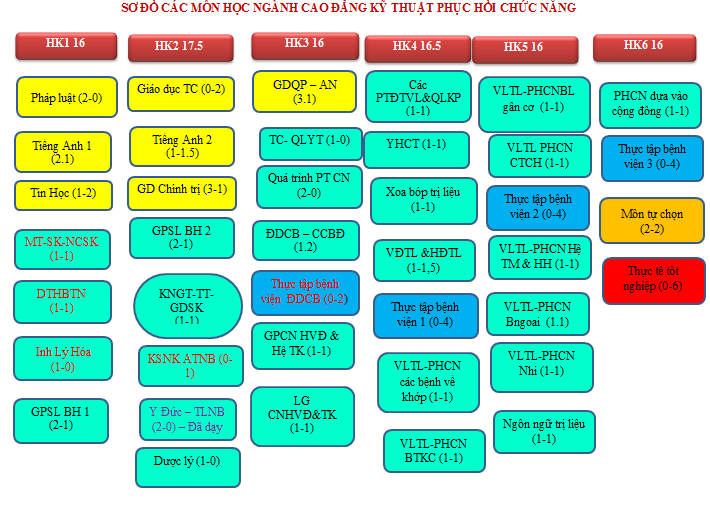 SƠ ĐỒ CÁC MÔN HỌC NGÀNH CAO ĐẲNG KỸ THUẬT PHỤC HỒI CHỨC NĂNG
HK1 16
Pháp luật (2-0)
Tiếng Anh 1
(2.1)
Tin Học (1-2)
MT-SK-NCSK
(1-1)
DTHBTN
(1-1)
Inh Lý Hóa
(1-0)
GPSL BH 1
(2-1)
HK2 17.5
Giáo dục TC (0-2)
Tiếng Anh 2
(1-1.5)
GD Chính trị (3-1)
GPSL BH 2
(2-1)
KNGT-TT-
GDSK
(1-1)
KSNK ATNB (0-
1)
Y Đức – TLNB
(2-0) – Đã dạy
Dược lý (1-0)
HK3 16
GDQP – AN
(3.1)
TC- QLYT (1-0)
Quá trình PT CN
(2-0)
ĐDCB – CCBĐ
(1.2)
Thực tập bệnh
viện ĐDCB (0-2)
GPCN HVĐ &
Hệ TK (1-1)
LG
CNHVĐ&TK
(1-1)
HK4 16.5
Các
PTĐTVL&QLKP
(1-1)
YHCT (1-1)
Xoa bóp trị liệu
(1-1)
VĐTL &HĐTL
(1-1,5)
Thực tập bệnh
viện 1 (0-4)
VLTL-PHCN
các bệnh về
khớp (1-1)
VLTL-PHCN
BTKC (1-1)
HK5 16
VLTL-PHCNBL
gân cơ (1-1)
VLTL PHCN
CTCH (1-1)
Thực tập bệnh
viện 2 (0-4)
VLTL-PHCN Hệ
TM & HH (1-1)
VLTL-PHCN
Bngoai (1.1)
VLTL-PHCN
Nhi (1-1)
Ngôn ngữ trị liệu
(1-1)
HK6 16
PHCN dựa vào
cộng đồng (1-1)
Thực tập bệnh
viện 3 (0-4)
Môn tự chọn
(2-2)
Thực tế tốt
nghiệp (0-6)